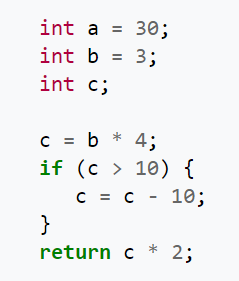 int a = 30;
int b = 3;
int c;

c = b * 4;
if (c > 10) {
   c = c - 10;
}
return c * 2;